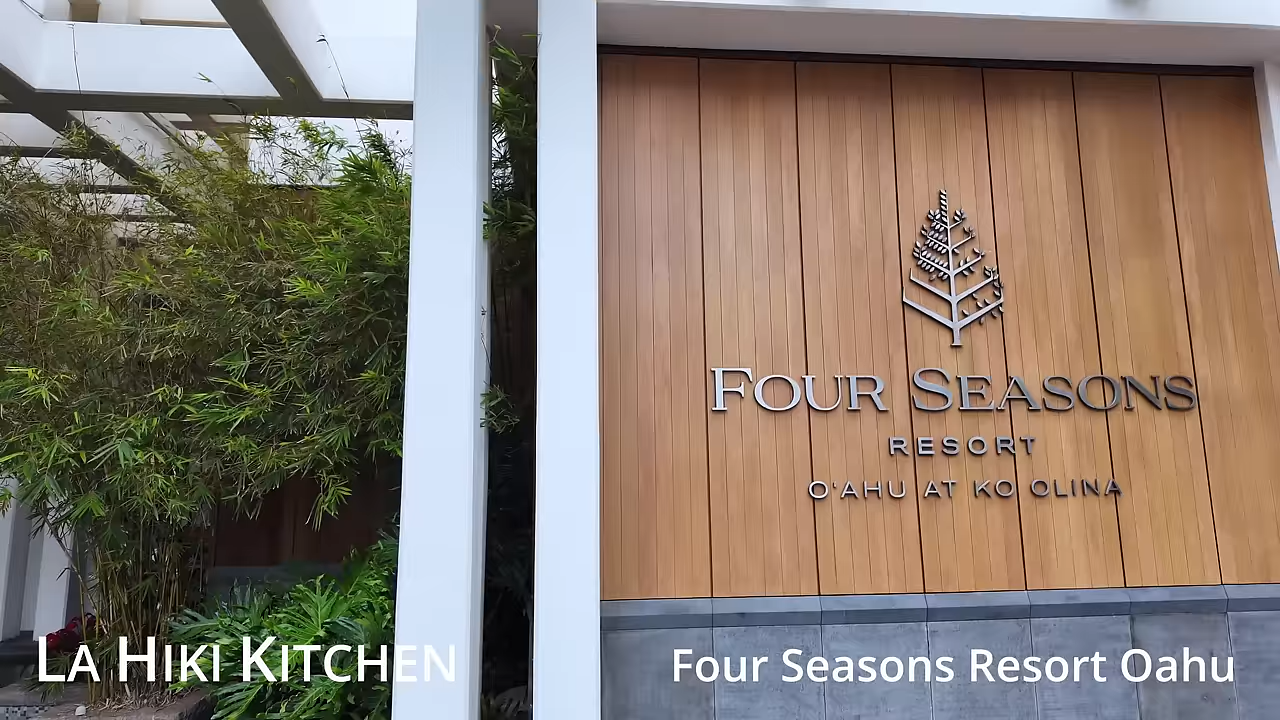 FOUR SEASONS
RESORT
O'AHU AT KO OLINA
LA HIKI KITCHEN
Four Seasons Resort Oahu